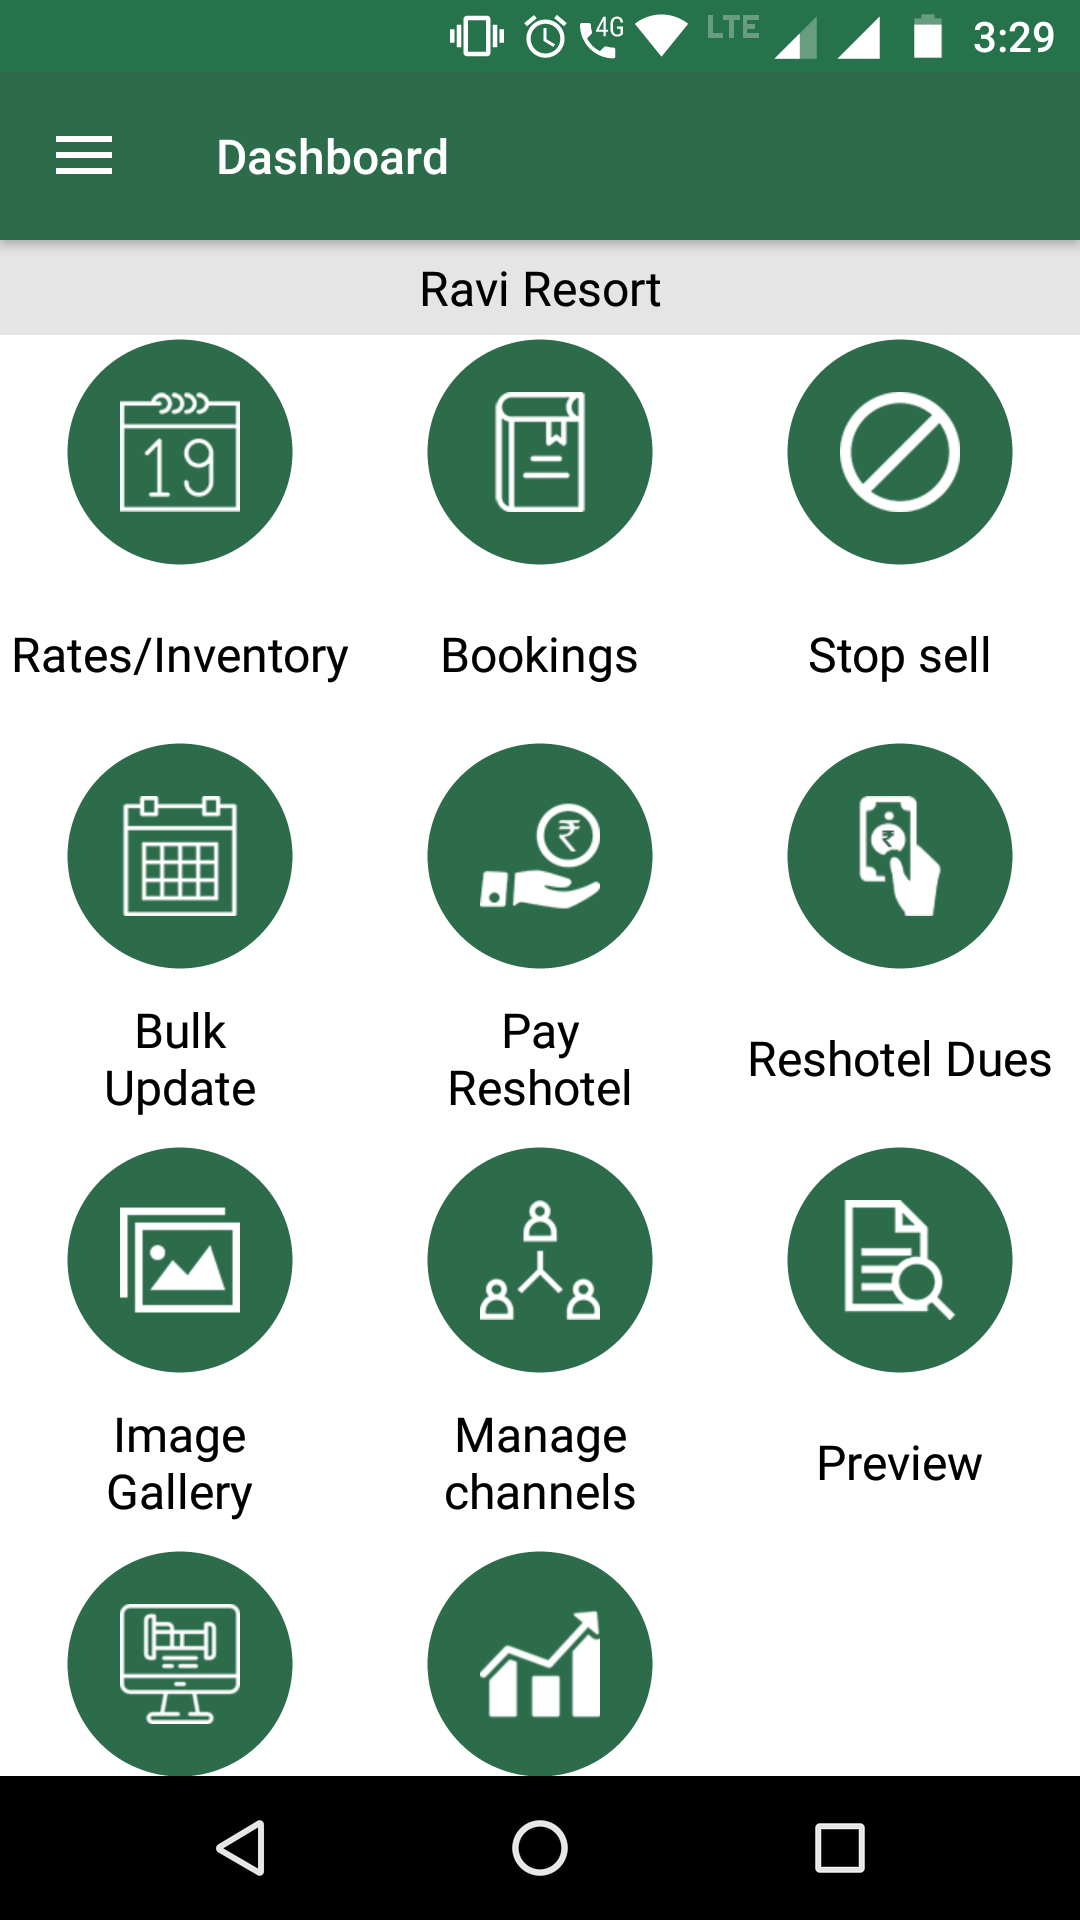 4G LTE 3:29
Dashboard
Ravi Resort
19
Rates/Inventory Bookings Stop sell
₹ ₹
Bulk Pay
Update Reshotel Reshotel Dues
Image Manage
Gallery channels Preview